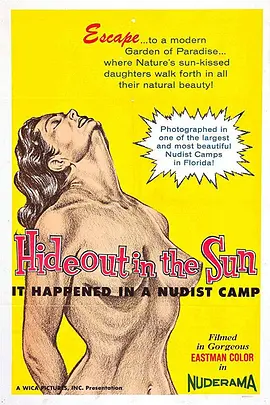 Escape...to a modern
Garden of Paradise...
where Nature's sun-kissed
daughters walk forth in all
their natural beauty!
Photographed in
one of the largest
and most beautiful
Nudist Camps
in Florida!
Hideout in the Sun
IT HAPPENED IN A NUDIST CAMP
Filmed
in Gorgeous
EASTMAN COLOR
in
NUDERAMA
A WICA PICTURES, INC. Presentation